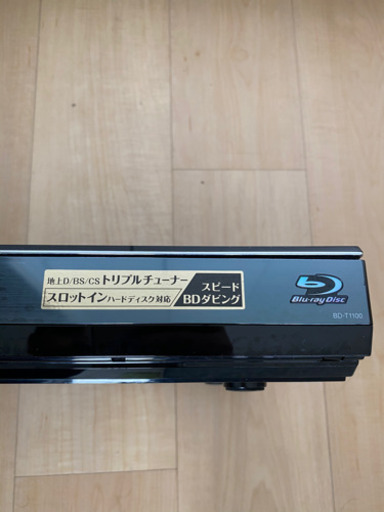 地上D/BS/CSトリプルチューナー
スロットインハードディスク対応
スピード
BDダビング
Blu-ray Disc
BD-T1100